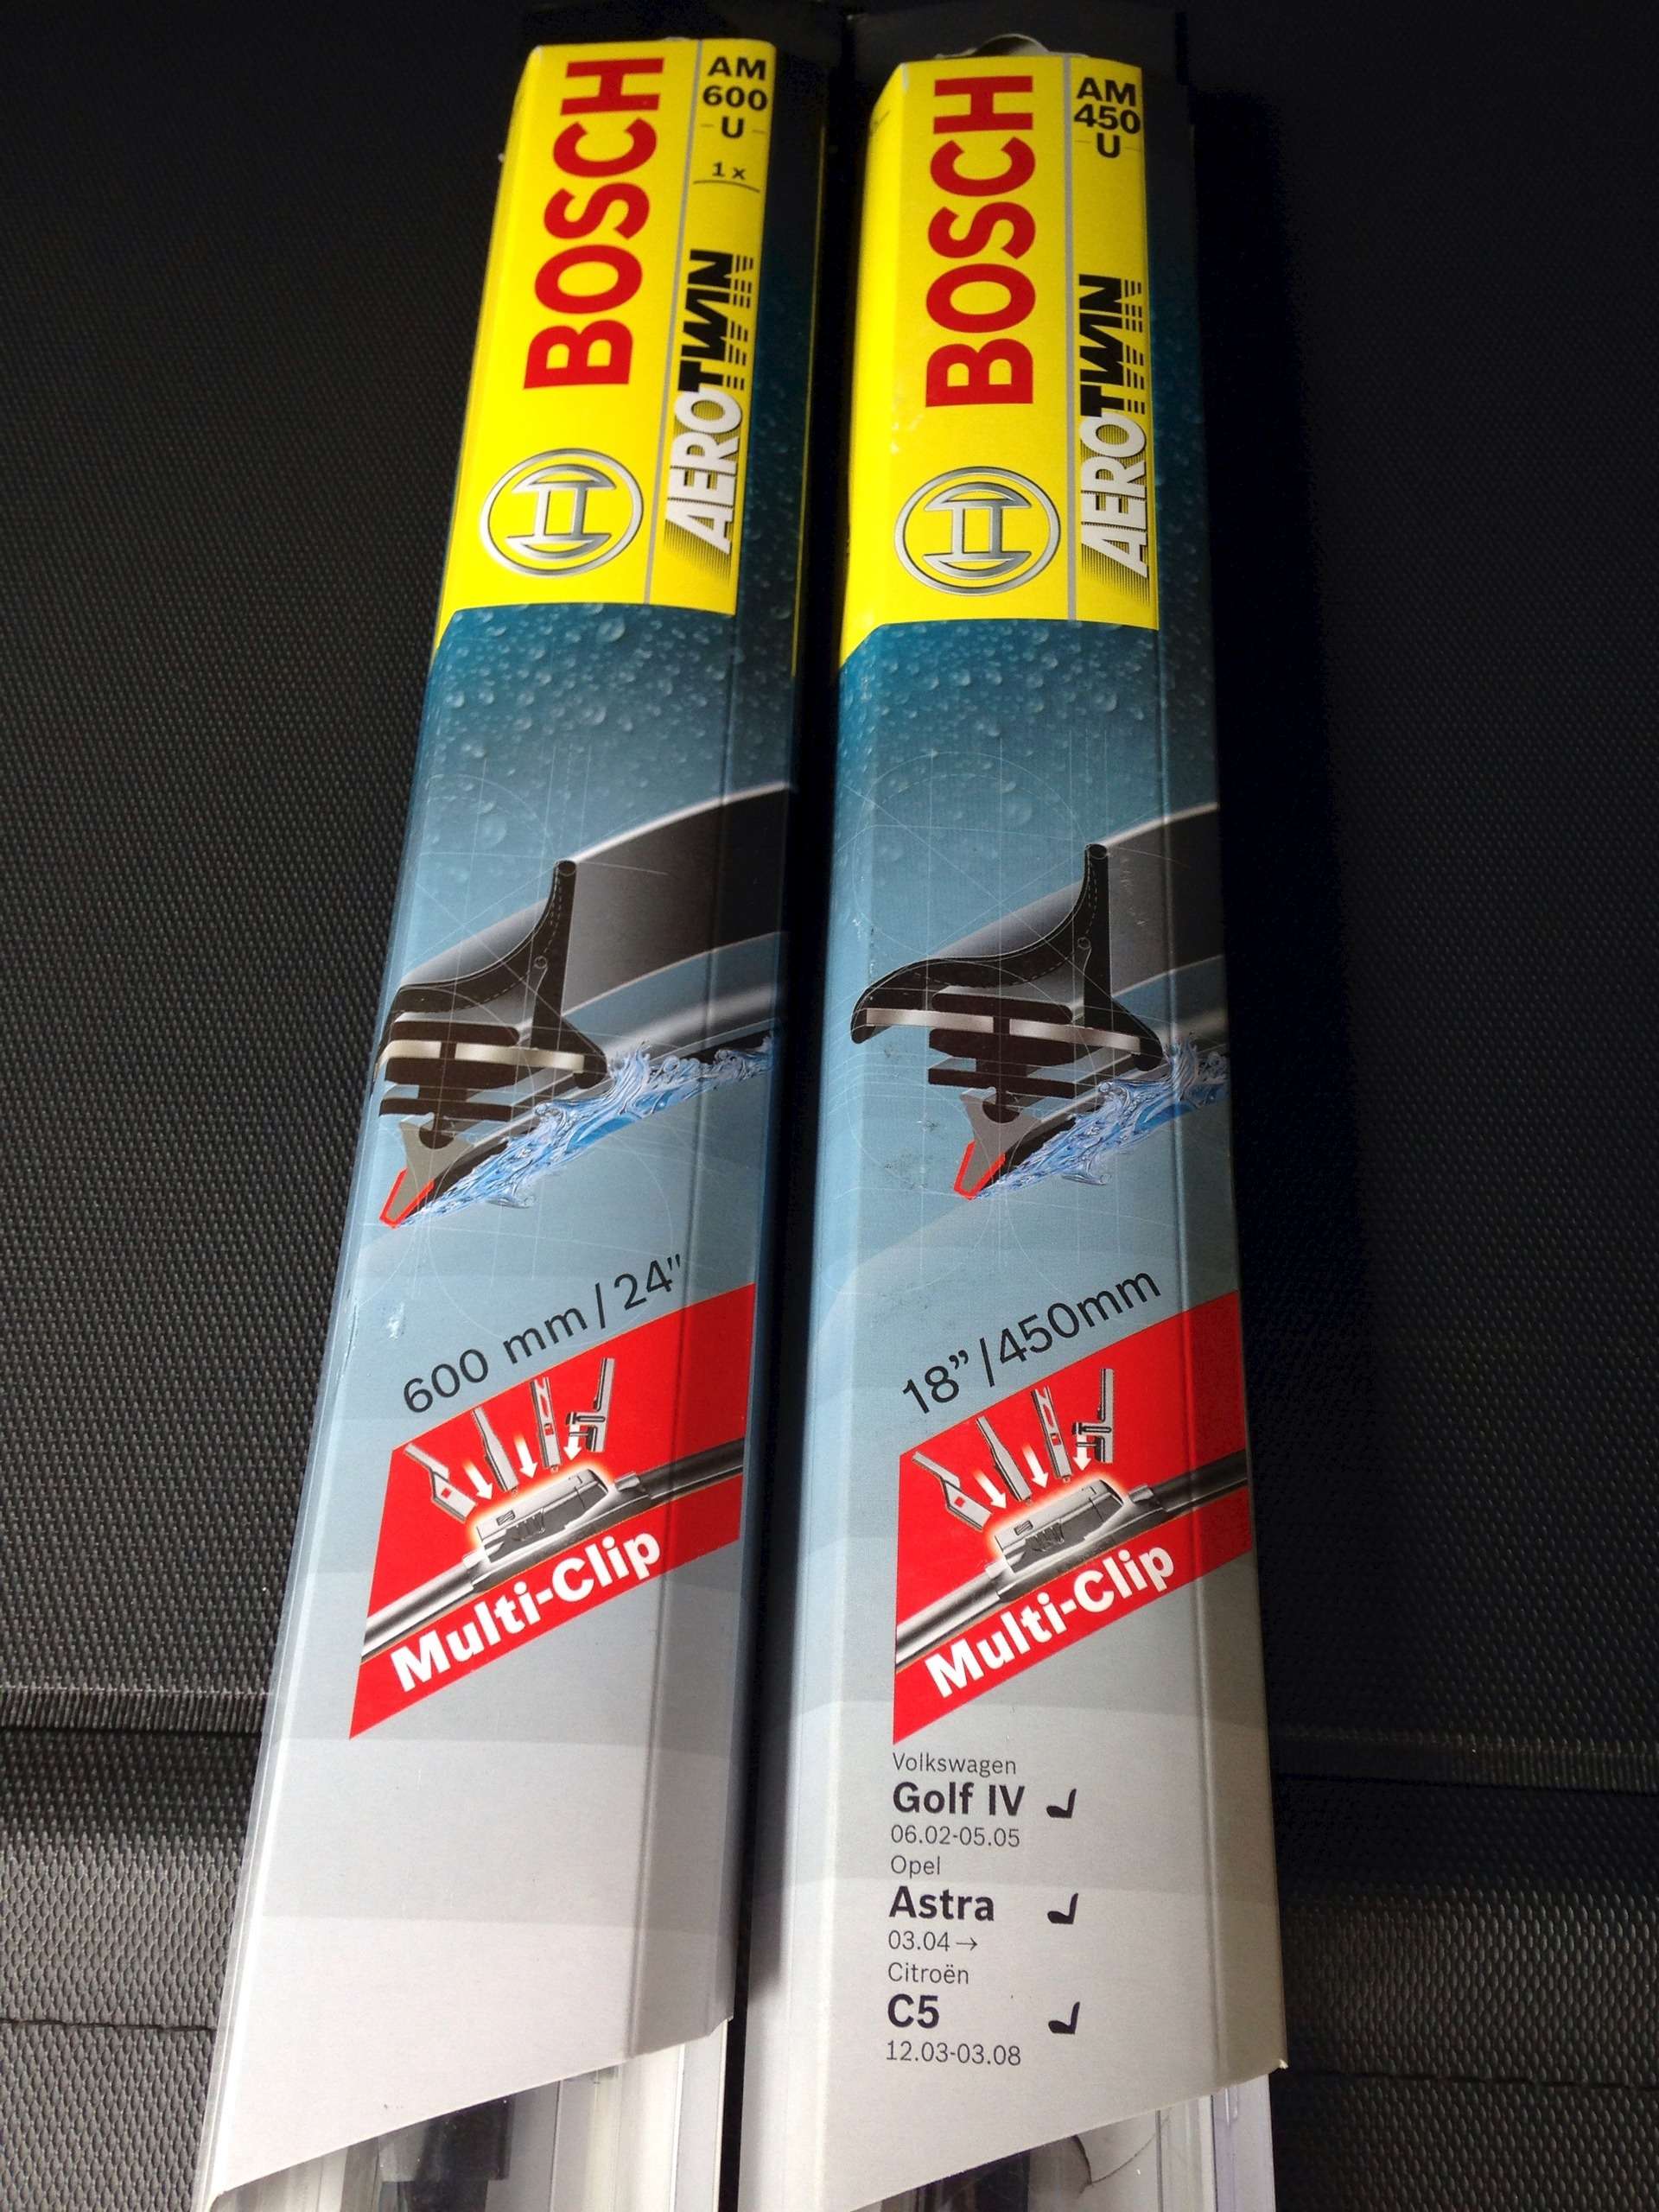 BOSCH
AM
600
U
1 x
AEROTWIN
600 mm / 24"
Multi-Clip
BOSCH
AM
450
U
AEROTWIN
18”/450mm
Multi-Clip
Volkswagen
Golf IV
06.02-05.05
Opel
Astra
03.04→
Citroën
C5
12.03-03.08